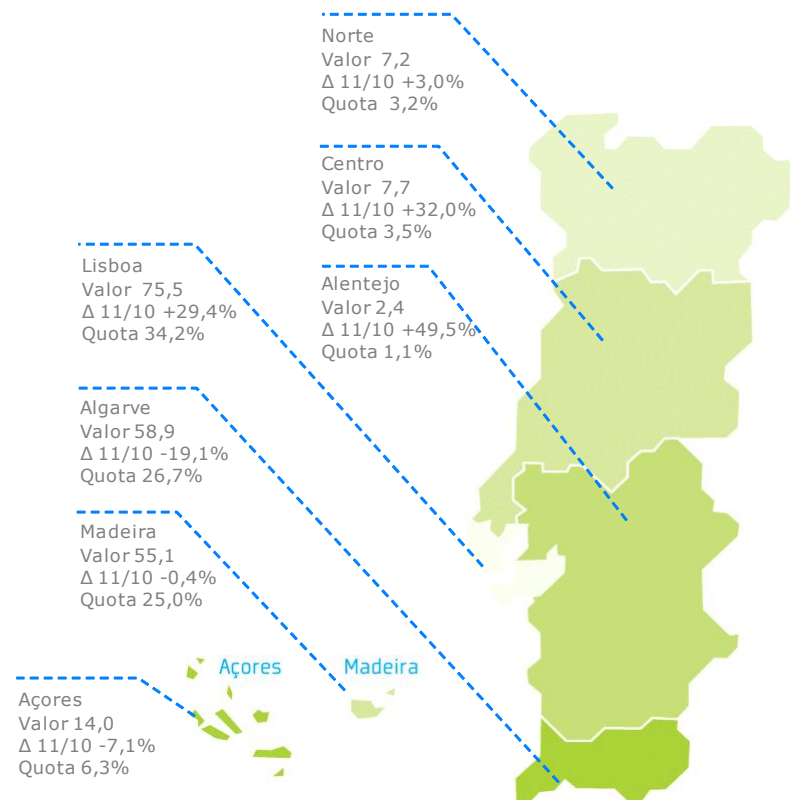 Norte
Valor 7,2
Δ 11/10 +3,0%
Quota 3,2%
Centro
Valor 7,7
Δ 11/10 +32,0%
Quota 3,5%
Lisboa
Valor 75,5
Δ 11/10 +29,4%
Quota 34,2%
Alentejo
Valor 2,4
Δ 11/10 +49,5%
Quota 1,1%
Algarve
Valor 58,9
Δ 11/10 -19,1%
Quota 26,7%
Madeira
Valor 55,1
Δ 11/10 -0,4%
Quota 25,0%
Açores Madeira
Açores
Valor 14,0
Δ 11/10 -7,1%
Quota 6,3%